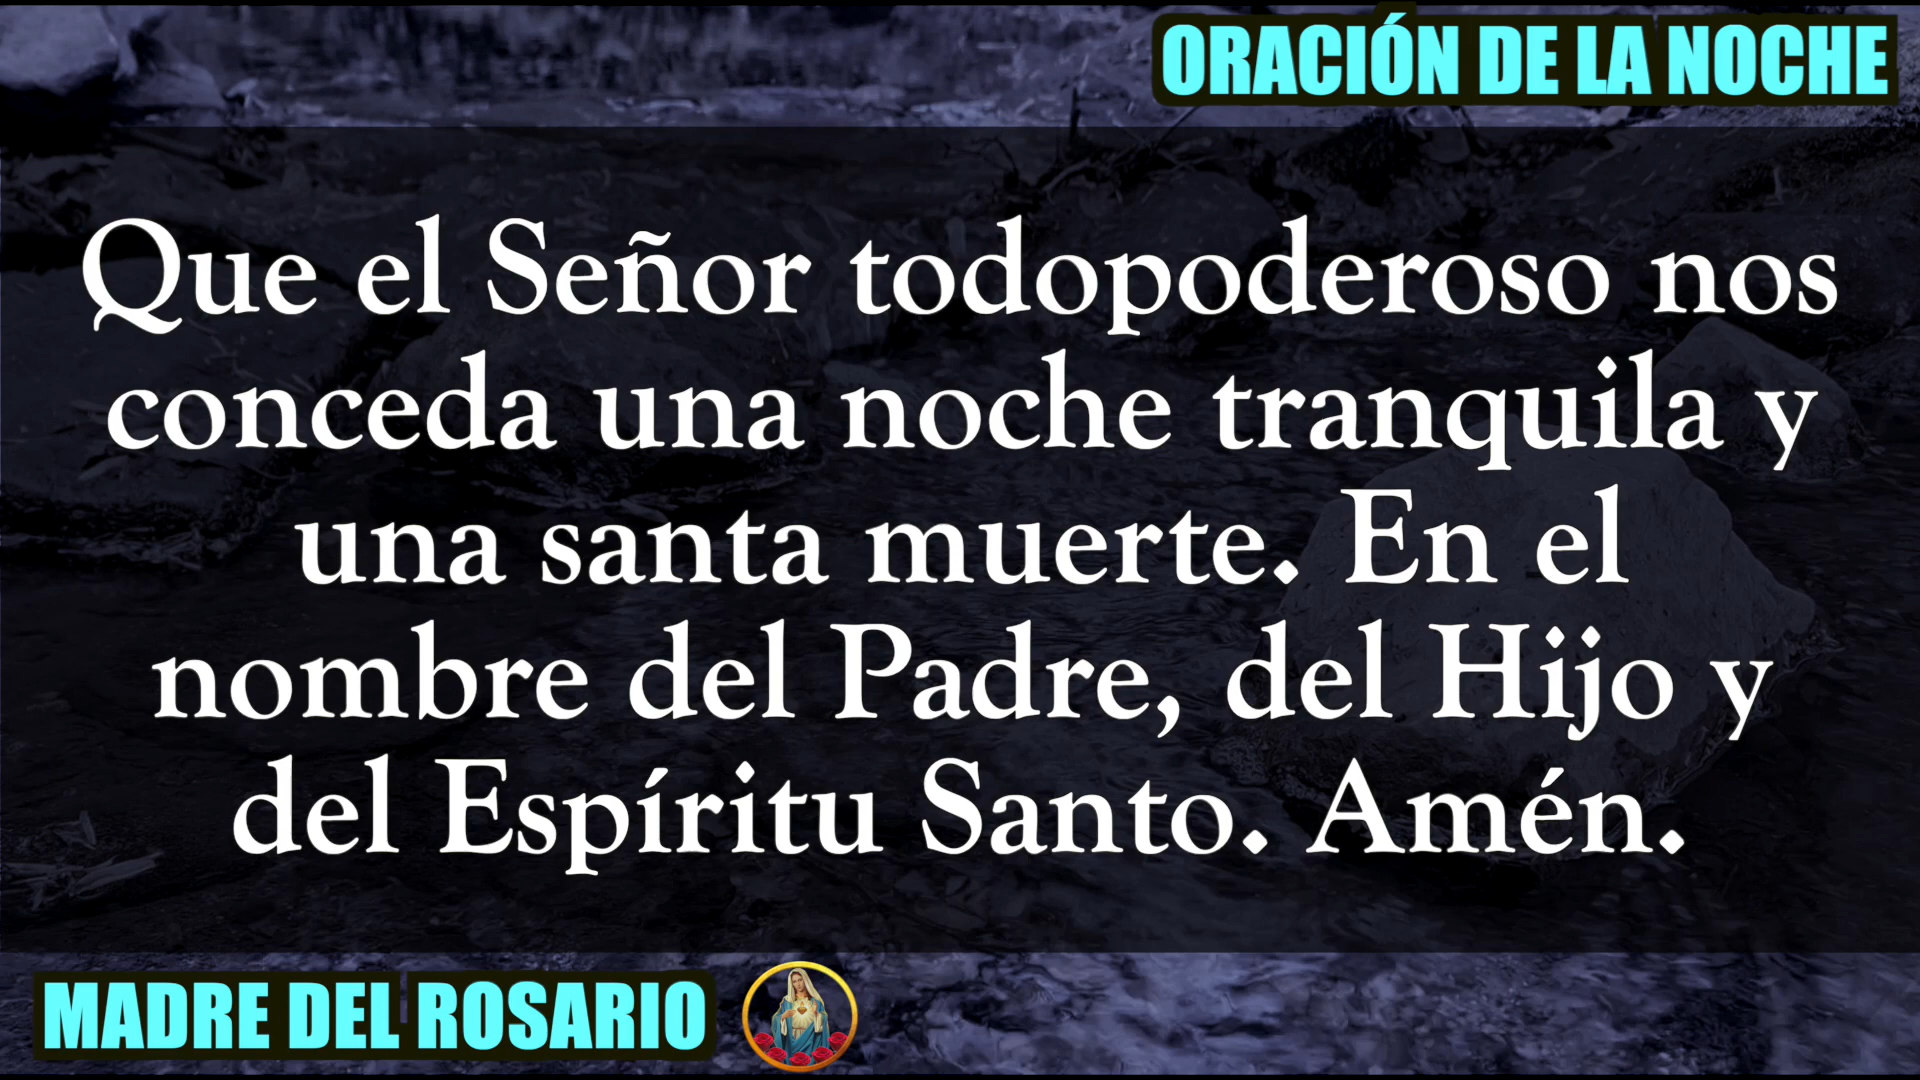 ORACIÓN DE LA NOCHE
Que el Señor todopoderoso nos
conceda una noche tranquila y
una santa muerte. En el
nombre del Padre, del Hijo y
del Espíritu Santo. Amén.
MADRE DEL ROSARIO